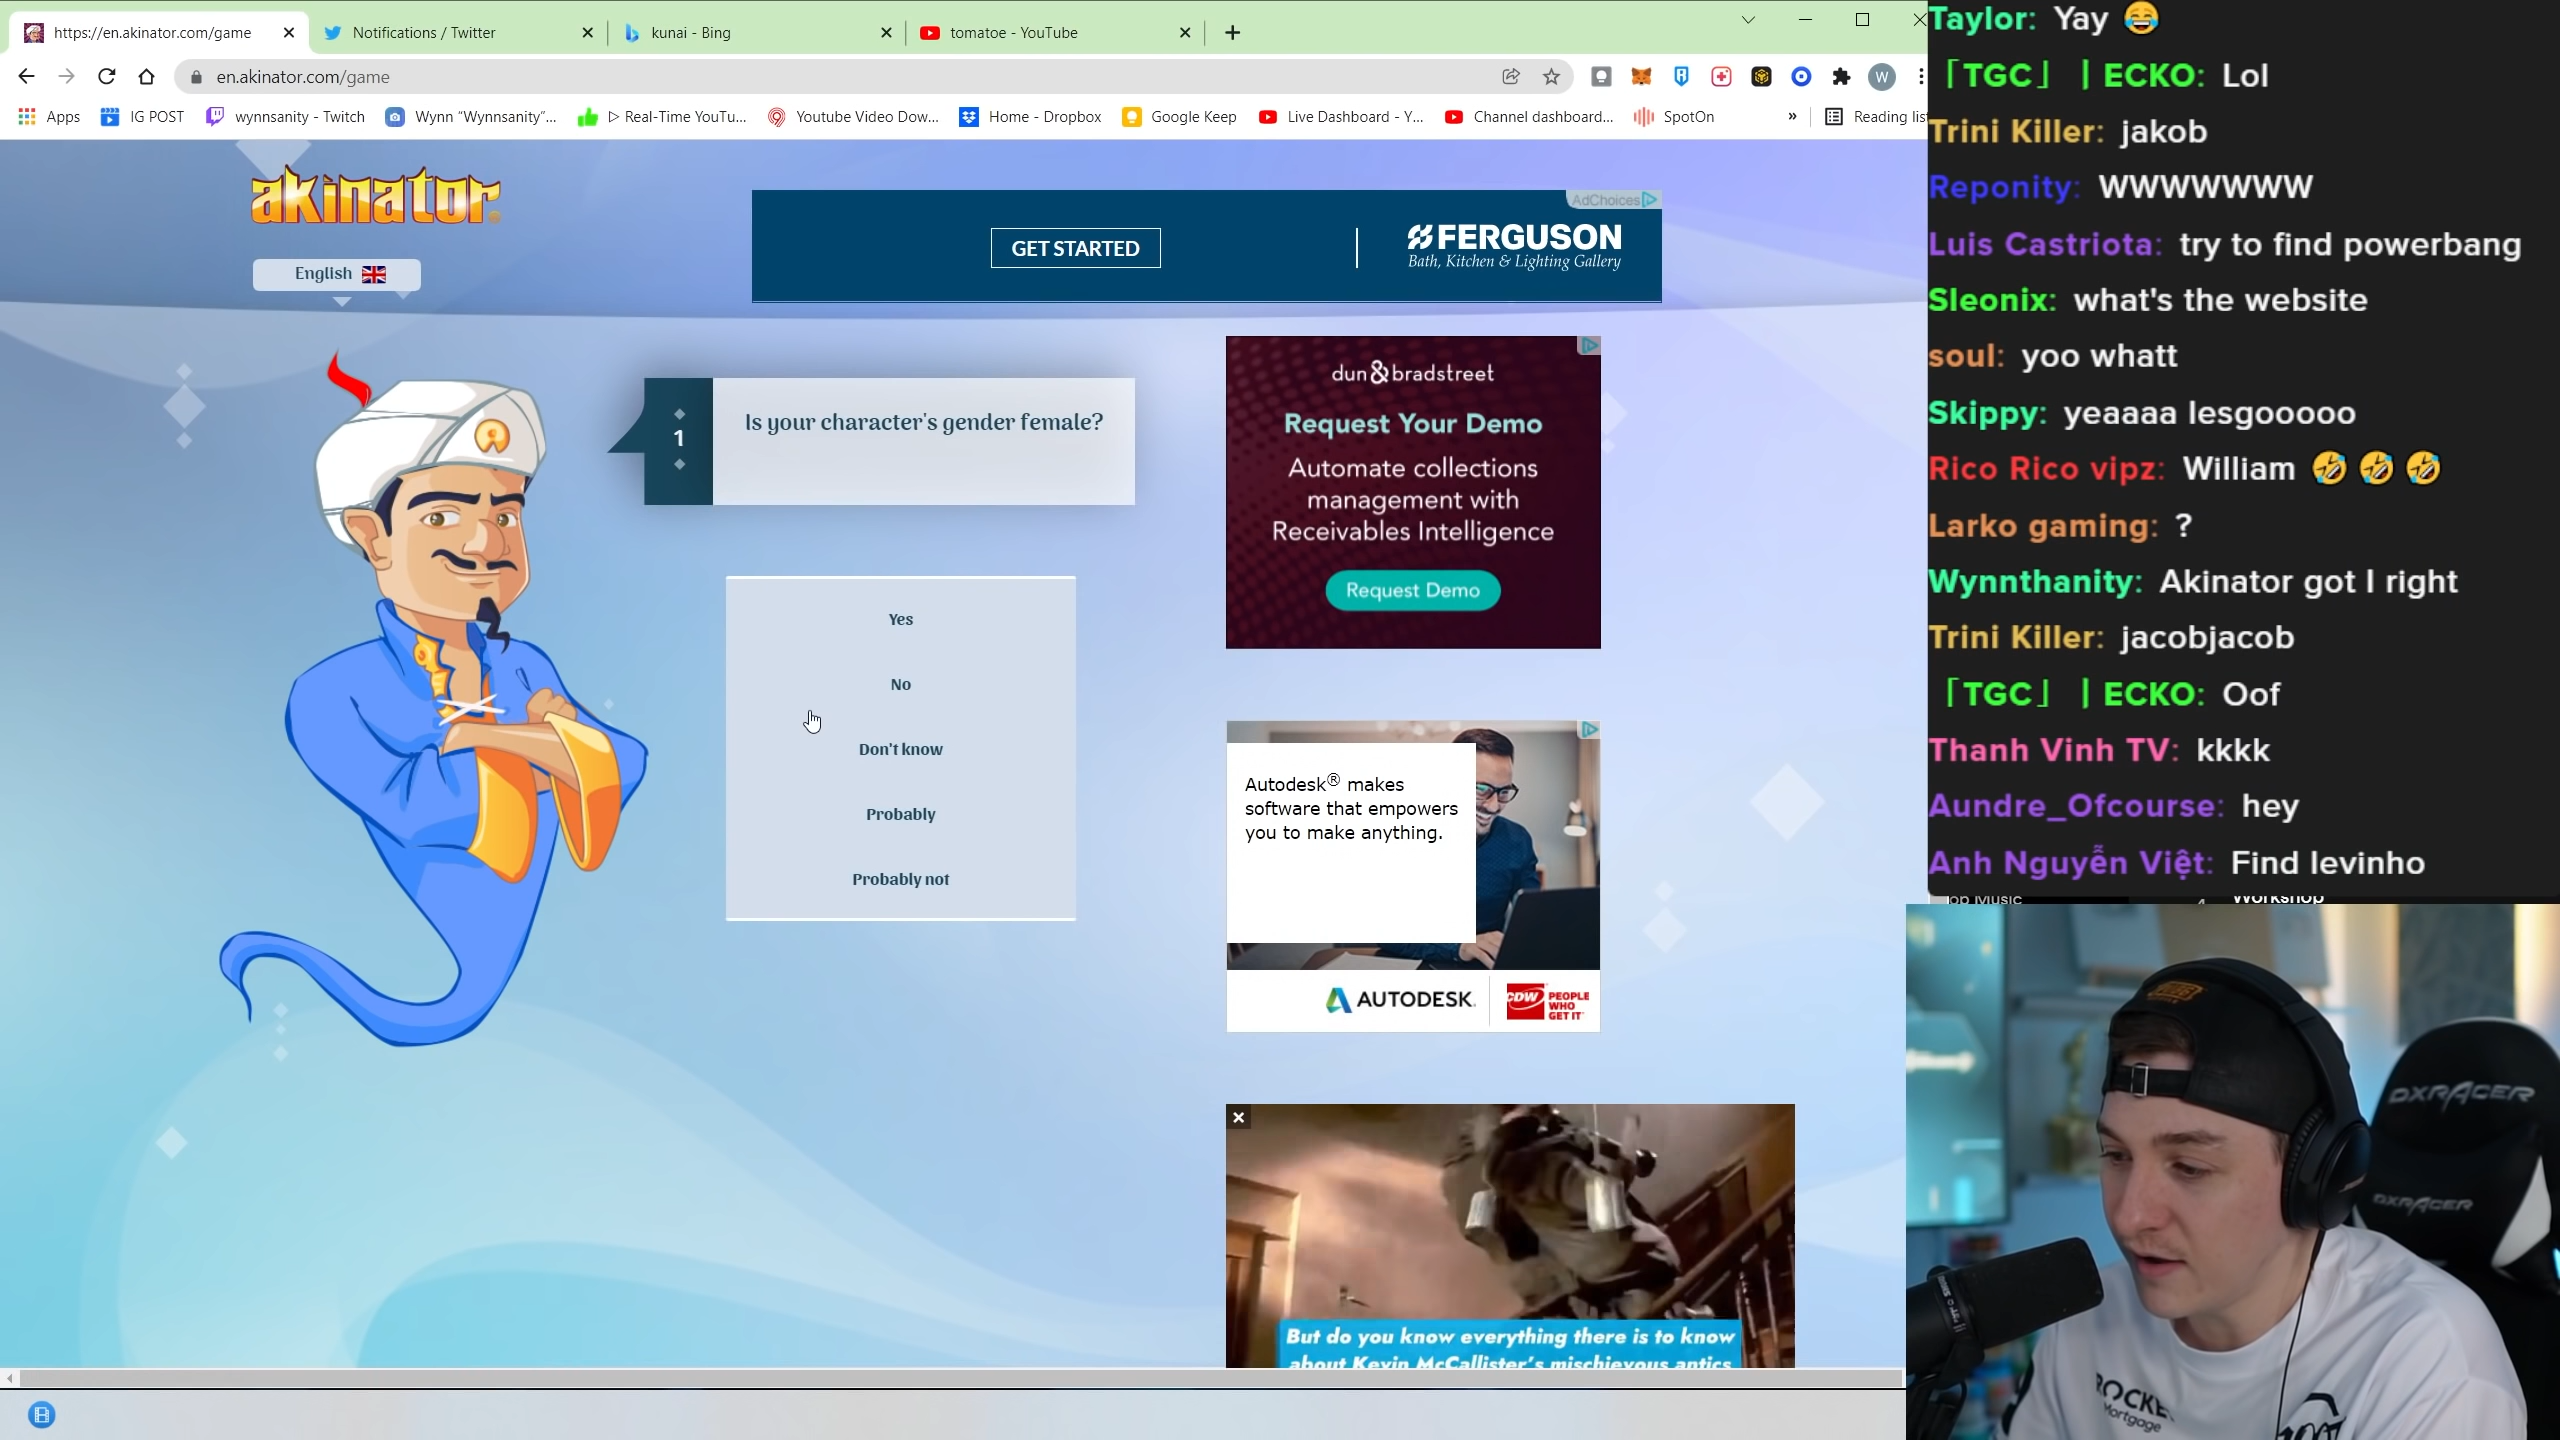 https://en.akinator.com/game
Notifications / Twitter
kunai - Bing
tomatoe - YouTube
en.akinator.com/game
W
Apps
IG POST
wynnsanity - Twitch
Wynn “Wynnsanity”...
▷ Real-Time YouTu...
Youtube Video Dow...
Home - Dropbox
Google Keep
Live Dashboard - Y...
Channel dashboard...
SpotOn
»
Reading lis
akinator
English
AdChoices
GET STARTED
FERGUSON
Bath, Kitchen & Lighting Gallery
1
Is your character's gender female?
Yes
No
Don't know
Probably
Probably not
dun & bradstreet
Request Your Demo
Automate collections
management with
Receivables Intelligence
Request Demo
Autodesk® makes
software that empowers
you to make anything.
AUTODESK
CDW PEOPLE
WHO
GET IT
But do you know everything there is to know
about Kevin McCallister's mischievous antics
Taylor: Yay 😂
「TGC」 | ECKO: Lol
Trini Killer: jakob
Reponity: WWWWWWW
Luis Castriota: try to find powerbang
Sleonix: what's the website
soul: yoo whatt
Skippy: yeaaaa lesgooooo
Rico Rico vipz: William 🤣 🤣 🤣
Larko gaming: ?
Wynnthanity: Akinator got I right
Trini Killer: jacobjacob
「TGC」 | ECKO: Oof
Thanh Vinh TV: kkkk
Aundre_Ofcourse: hey
Anh Nguyễn Việt: Find levinho
op Music
Workshop
DXRACER
DXRACER
ROCKE
Mortgage